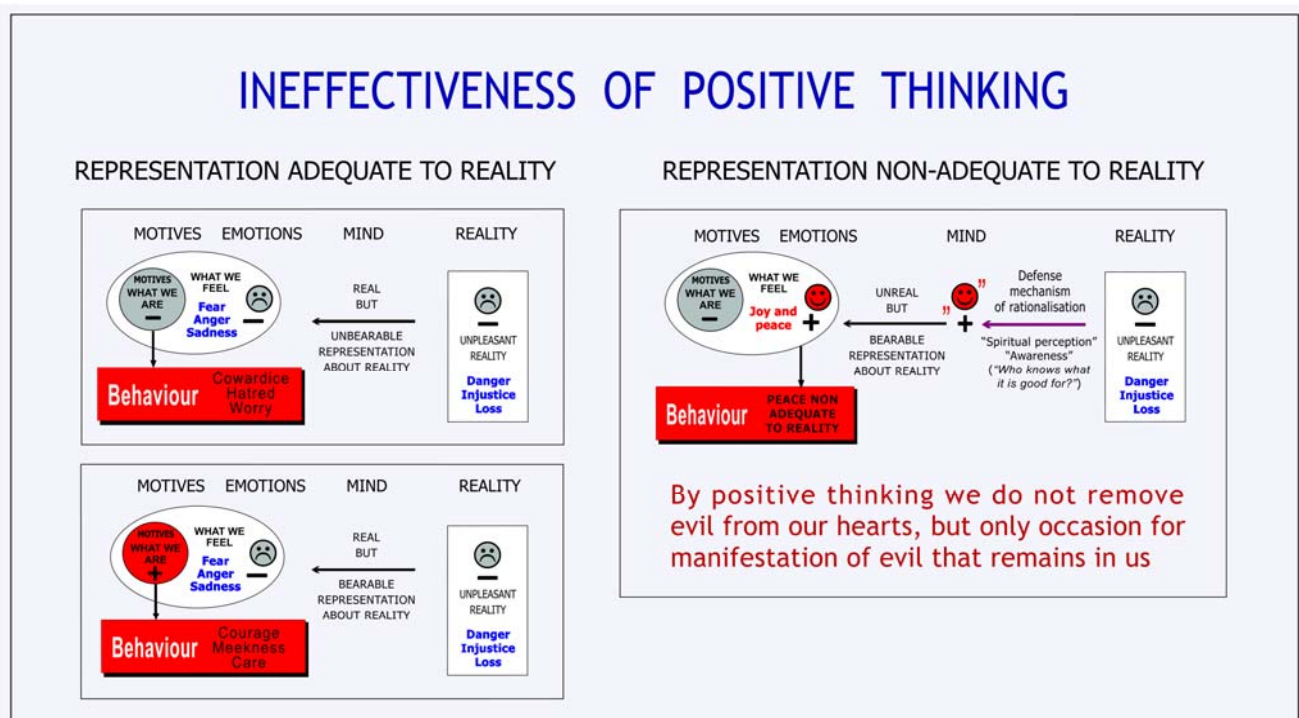 INEFFECTIVENESS OF POSITIVE THINKING
REPRESENTATION ADEQUATE TO REALITY
MOTIVES EMOTIONS MIND REALITY
MOTIVES
WHAT WE
ARE
–
WHAT WE
FEEL
Fear
Anger
Sadness
–
REAL
BUT
UNBEARABLE
REPRESENTATION
ABOUT REALITY
–
UNPLEASANT
REALITY
Danger
Injustice
Loss
Behaviour
Cowardice
Hatred
Worry
MOTIVES EMOTIONS MIND REALITY
MOTIVES
WHAT WE
ARE
+
WHAT WE
FEEL
Fear
Anger
Sadness
–
REAL
BUT
BEARABLE
REPRESENTATION
ABOUT REALITY
–
UNPLEASANT
REALITY
Danger
Injustice
Loss
Behaviour
Courage
Meekness
Care
REPRESENTATION NON-ADEQUATE TO REALITY
MOTIVES EMOTIONS MIND REALITY
MOTIVES
WHAT WE
ARE
–
WHAT WE
FEEL
Joy and
peace
+
UNREAL
BUT
BEARABLE
REPRESENTATION
ABOUT REALITY
„ ”
+
Defense
mechanism
of rationalisation
“Spiritual perception”
“Awareness”
(“Who knows what
it is good for?”)
–
UNPLEASANT
REALITY
Danger
Injustice
Loss
Behaviour
PEACE NON
ADEQUATE
TO REALITY
By positive thinking we do not remove
evil from our hearts, but only occasion for
manifestation of evil that remains in us